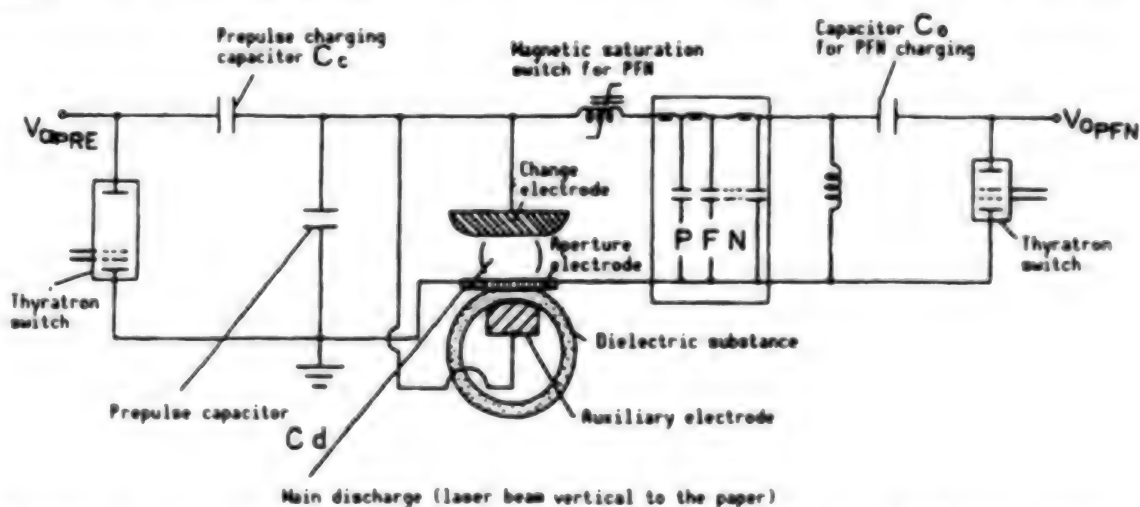 Prepulse charging
capacitor Cc
Magnetic saturation
switch for PFN
Capacitor Co
for PFN charging
VOPFN
Change
electrode
Aperture
electrode
PFN
Thyratron
switch
Thyratron
switch
Dielectric substance
Auxiliary electrode
Prepulse capacitor
Cd
Main discharge (laser beam vertical to the paper)